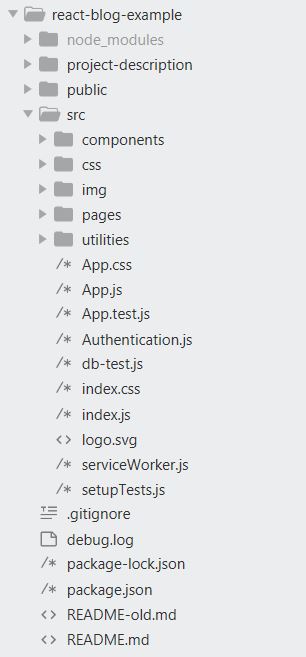 react-blog-example
node_modules
project-description
public
src
components
css
img
pages
utilities
/* App.css
/* App.js
/* App.test.js
/* Authentication.js
/* db-test.js
/* index.css
/* index.js
<> logo.svg
/* serviceWorker.js
/* setupTests.js
.gitignore
debug.log
/* package-lock.json
/* package.json
<> README-old.md
<> README.md